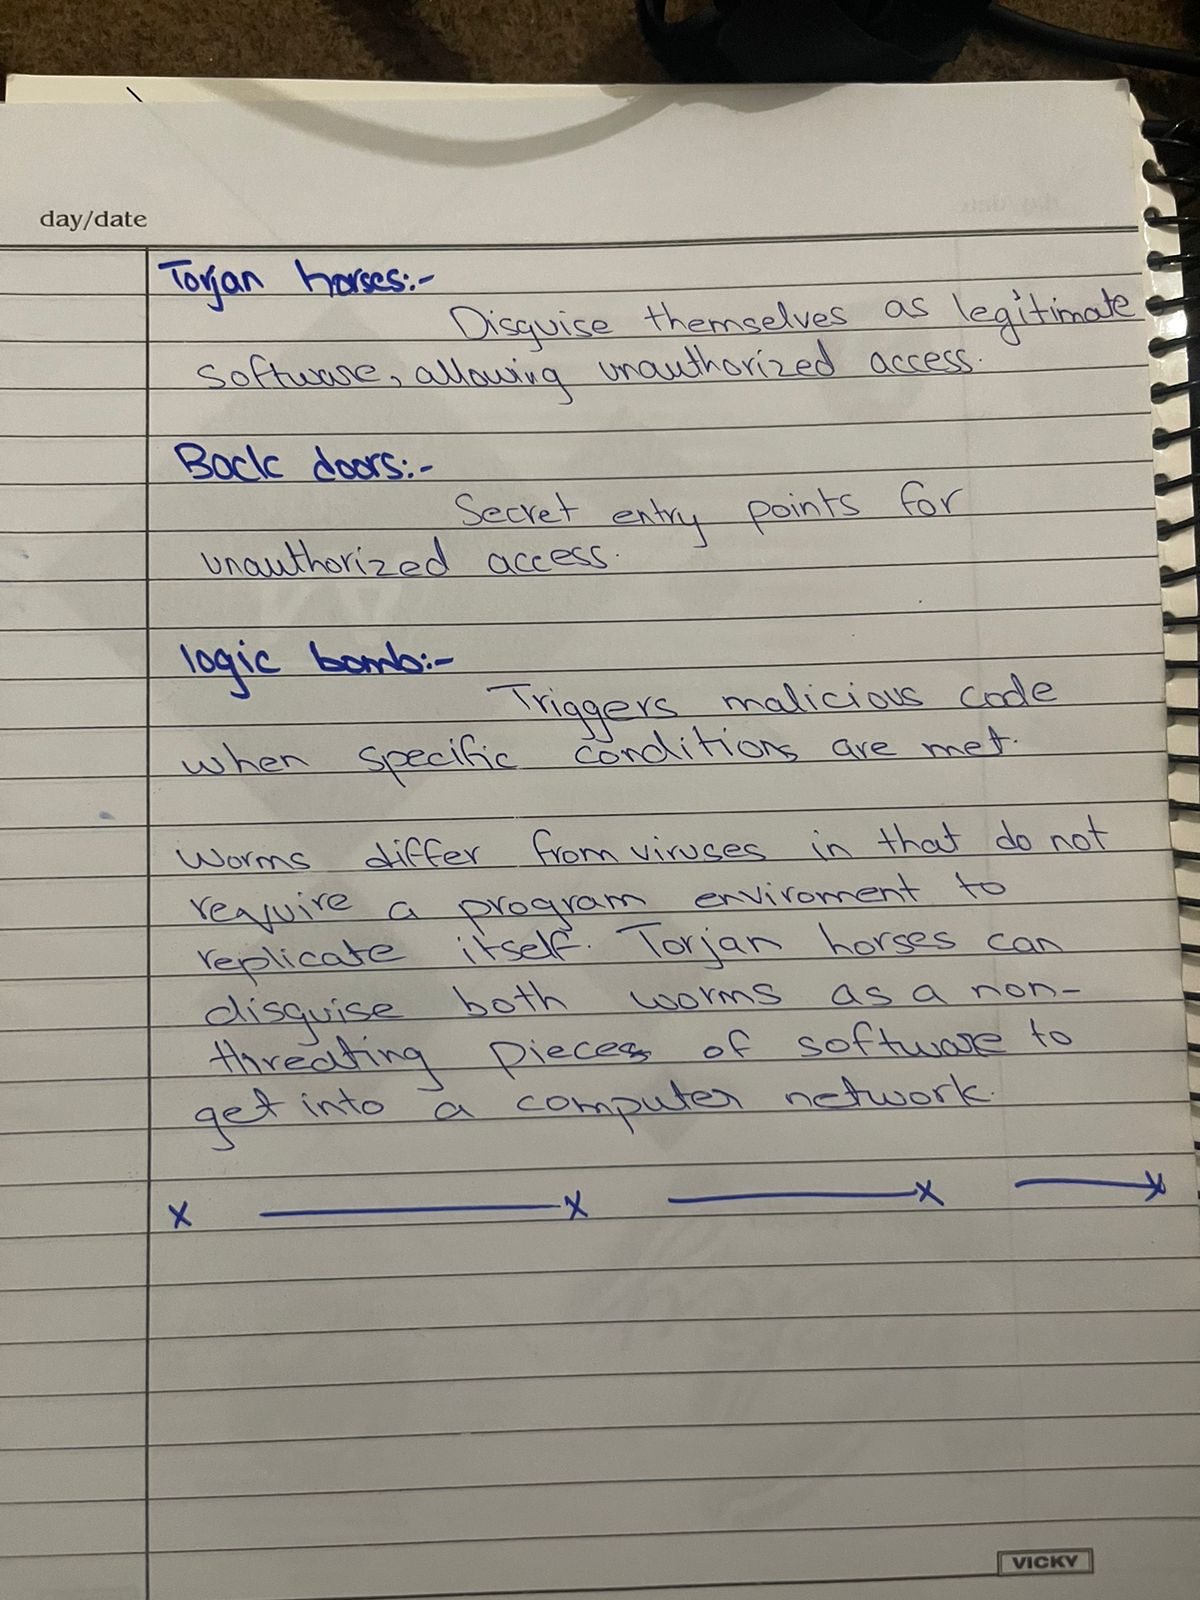 day/date
Torjan horses:-
Disguise themselves as legitimate
software, allowing unauthorized access.
Back doors:-
Secret entry points for
unauthorized access.
logic bomb:-
Triggers malicious code
when specific conditions are met.
Worms differ from viruses in that do not
require a program enviroment to
replicate itself. Torjan horses can
disguise both worms as a non-
threating pieces of software to
get into a computer network.
x ———x ———x ———x
VICKY